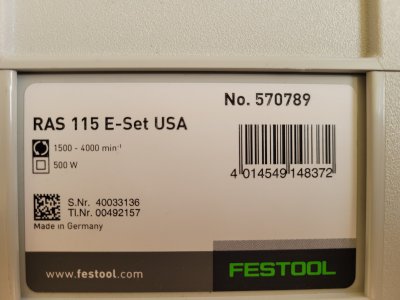 No. 570789
RAS 115 E-Set USA
1500 - 4000 min⁻¹
500 W
4 014549 148372
S.Nr. 40033136
Tl.Nr. 00492157
Made in Germany
www.festool.com
FESTOOL